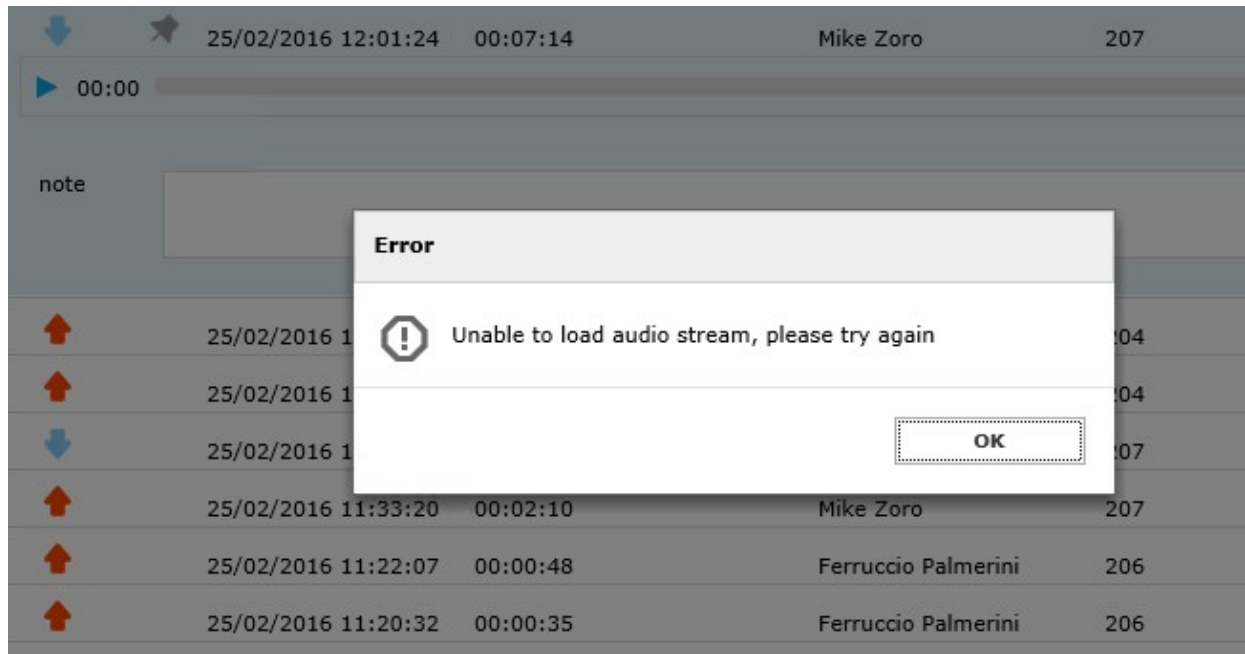 25/02/2016 12:01:24 00:07:14 Mike Zoro 207
00:00
note
Error
Unable to load audio stream, please try again
OK
25/02/2016 1 04
25/02/2016 1 04
25/02/2016 1 07
25/02/2016 11:33:20 00:02:10 Mike Zoro 207
25/02/2016 11:22:07 00:00:48 Ferruccio Palmerini 206
25/02/2016 11:20:32 00:00:35 Ferruccio Palmerini 206